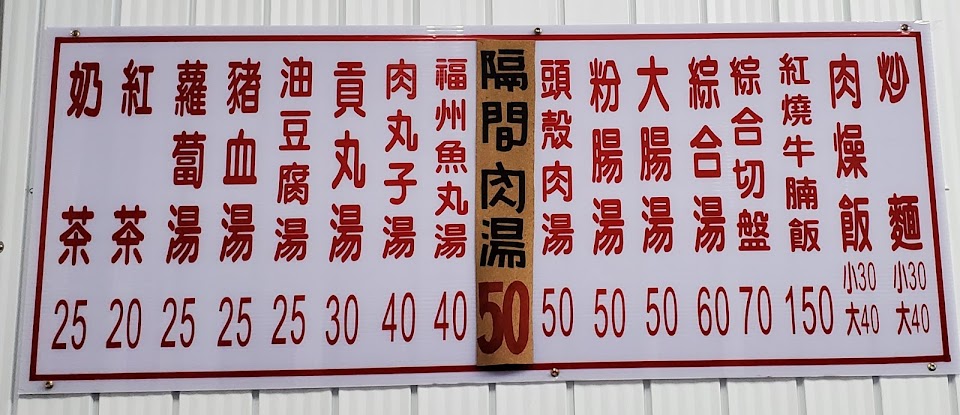 炒麵 小30 大40
肉燥飯 小30 大40
紅燒牛腩飯 150
綜合切盤 70
綜合湯 60
大腸湯 50
粉腸湯 50
頭殼肉湯 50
隔間肉湯 50
福州魚丸湯 40
肉丸子湯 40
貢丸湯 30
油豆腐湯 25
豬血湯 25
蘿蔔湯 25
紅茶 20
奶茶 25